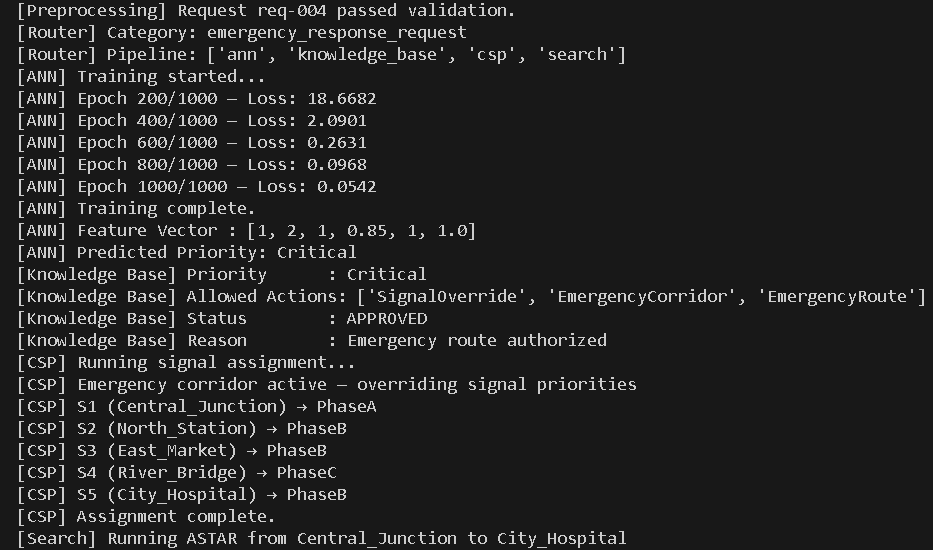 [Preprocessing] Request req-004 passed validation.
[Router] Category: emergency_response_request
[Router] Pipeline: ['ann', 'knowledge_base', 'csp', 'search']
[ANN] Training started...
[ANN] Epoch 200/1000 — Loss: 18.6682
[ANN] Epoch 400/1000 — Loss: 2.0901
[ANN] Epoch 600/1000 — Loss: 0.2631
[ANN] Epoch 800/1000 — Loss: 0.0968
[ANN] Epoch 1000/1000 — Loss: 0.0542
[ANN] Training complete.
[ANN] Feature Vector : [1, 2, 1, 0.85, 1, 1.0]
[ANN] Predicted Priority: Critical
[Knowledge Base] Priority       : Critical
[Knowledge Base] Allowed Actions: ['SignalOverride', 'EmergencyCorridor', 'EmergencyRoute']
[Knowledge Base] Status         : APPROVED
[Knowledge Base] Reason         : Emergency route authorized
[CSP] Running signal assignment...
[CSP] Emergency corridor active — overriding signal priorities
[CSP] S1 (Central_Junction) → PhaseA
[CSP] S2 (North_Station) → PhaseB
[CSP] S3 (East_Market) → PhaseB
[CSP] S4 (River_Bridge) → PhaseC
[CSP] S5 (City_Hospital) → PhaseB
[CSP] Assignment complete.
[Search] Running ASTAR from Central_Junction to City_Hospital